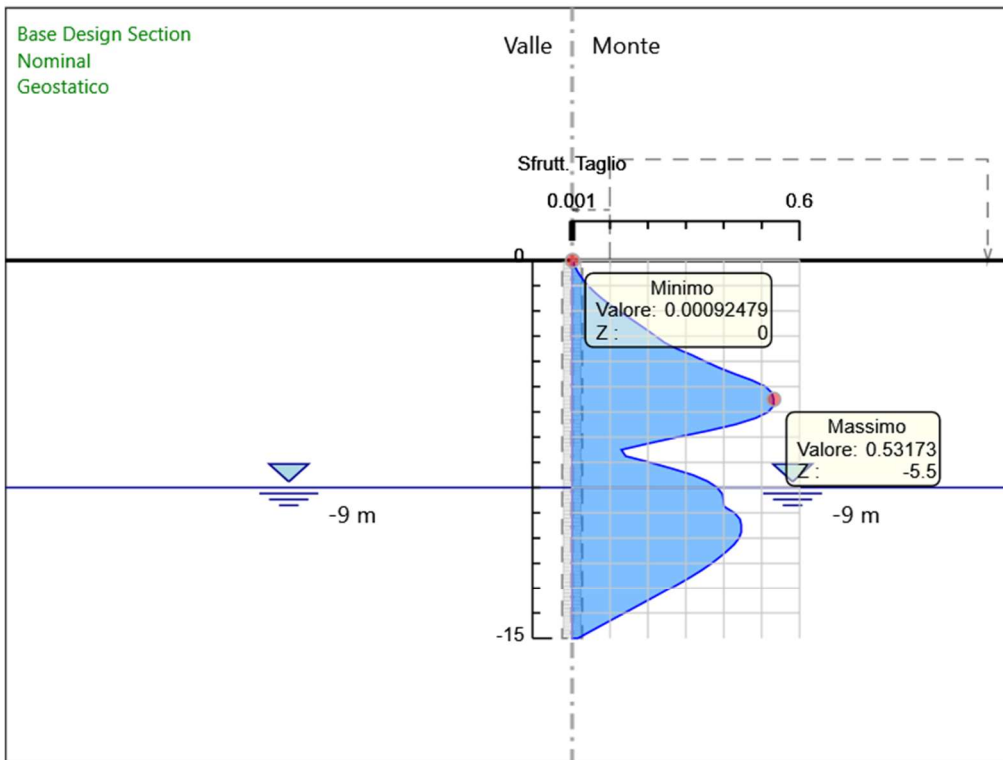 Base Design Section
Nominal
Geostatico
Valle Monte
Sfrutt. Taglio
0.001 0.6
0
Minimo
Valore: 0.00092479
Z : 0
Massimo
Valore: 0.53173
Z : -5.5
-9 m -9 m
-15